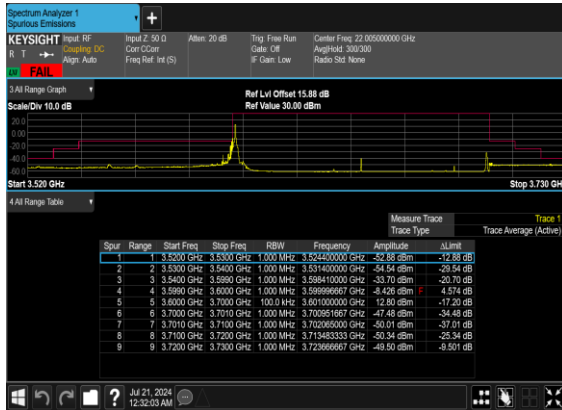 Spectrum Analyzer 1
Spurious Emissions
+
KEYSIGHT Input: RF Input Z: 50 Ω Atten: 20 dB Trig: Free Run Center Freq: 22.005000000 GHz
R T Coupling: DC Corr CCorr Gate: Off Avg|Hold: 300/300
Align: Auto Freq Ref: Int (S) IF Gain: Low Radio Std: None
FAIL
3 All Range Graph
Ref Lvl Offset 15.88 dB
Scale/Div 10.0 dB Ref Value 30.00 dBm
20.0
0.00
-20.0
-40.0
-60.0
Start 3.520 GHz Stop 3.730 GH
4 All Range Table
Measure Trace Trace 1
Trace Type Trace Average (Active)
Spur Range Start Freq Stop Freq RBW Frequency Amplitude ΔLimit
1 1 3.5200 GHz 3.5300 GHz 1.000 MHz 3.524400000 GHz -52.88 dBm -12.88 dB
2 2 3.5300 GHz 3.5400 GHz 1.000 MHz 3.531400000 GHz -54.54 dBm -29.54 dB
3 3 3.5400 GHz 3.5990 GHz 1.000 MHz 3.598410000 GHz -33.70 dBm -20.70 dB
4 4 3.5990 GHz 3.6000 GHz 1.000 MHz 3.599996667 GHz -8.426 dBm F 4.574 dB
5 5 3.6000 GHz 3.7000 GHz 100.0 kHz 3.601000000 GHz 12.80 dBm -17.20 dB
6 6 3.7000 GHz 3.7010 GHz 1.000 MHz 3.700951667 GHz -47.48 dBm -34.48 dB
7 7 3.7010 GHz 3.7100 GHz 1.000 MHz 3.702065000 GHz -50.01 dBm -37.01 dB
8 8 3.7100 GHz 3.7200 GHz 1.000 MHz 3.713483333 GHz -50.34 dBm -25.34 dB
9 9 3.7200 GHz 3.7300 GHz 1.000 MHz 3.723666667 GHz -49.50 dBm -9.501 dB
? Jul 21, 2024
12:32:03 AM